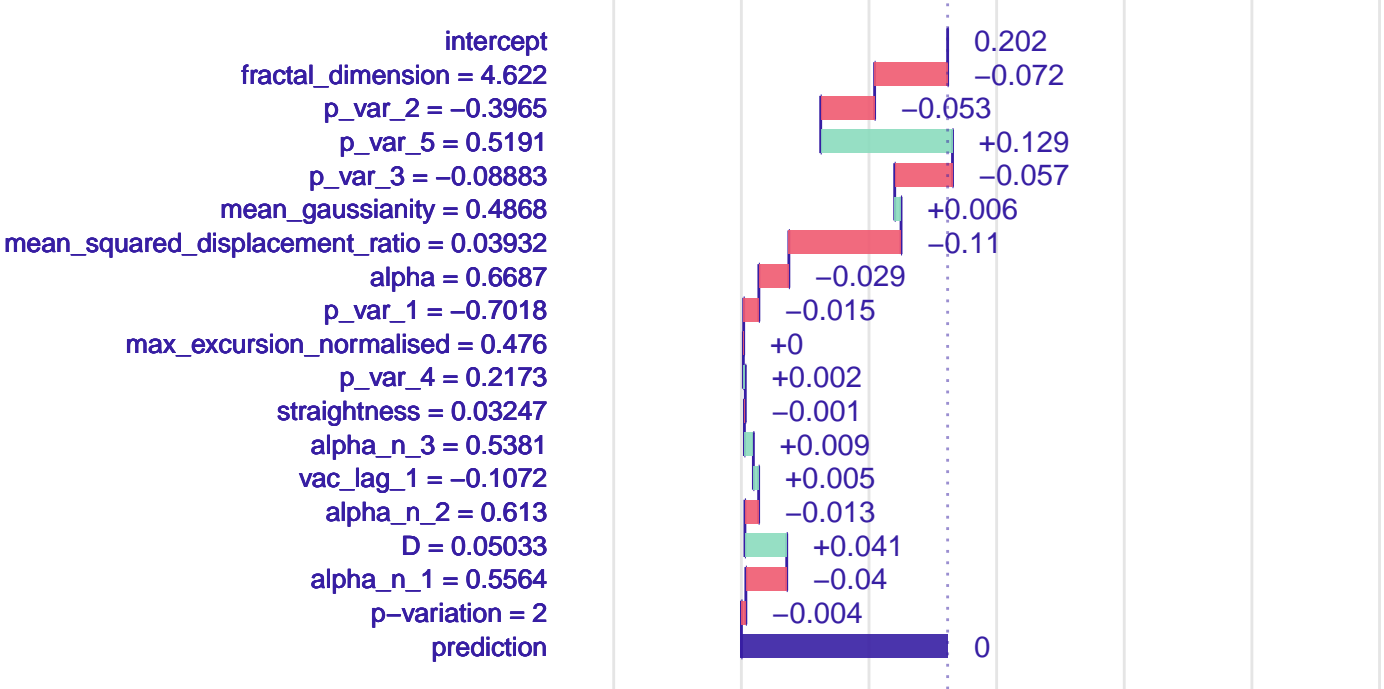 intercept 0.202
fractal_dimension = 4.622 −0.072
p_var_2 = −0.3965 −0.053
p_var_5 = 0.5191 +0.129
p_var_3 = −0.08883 −0.057
mean_gaussianity = 0.4868 +0.006
mean_squared_displacement_ratio = 0.03932 −0.11
alpha = 0.6687 −0.029
p_var_1 = −0.7018 −0.015
max_excursion_normalised = 0.476 +0
p_var_4 = 0.2173 +0.002
straightness = 0.03247 −0.001
alpha_n_3 = 0.5381 +0.009
vac_lag_1 = −0.1072 +0.005
alpha_n_2 = 0.613 −0.013
D = 0.05033 +0.041
alpha_n_1 = 0.5564 −0.04
p−variation = 2 −0.004
prediction 0